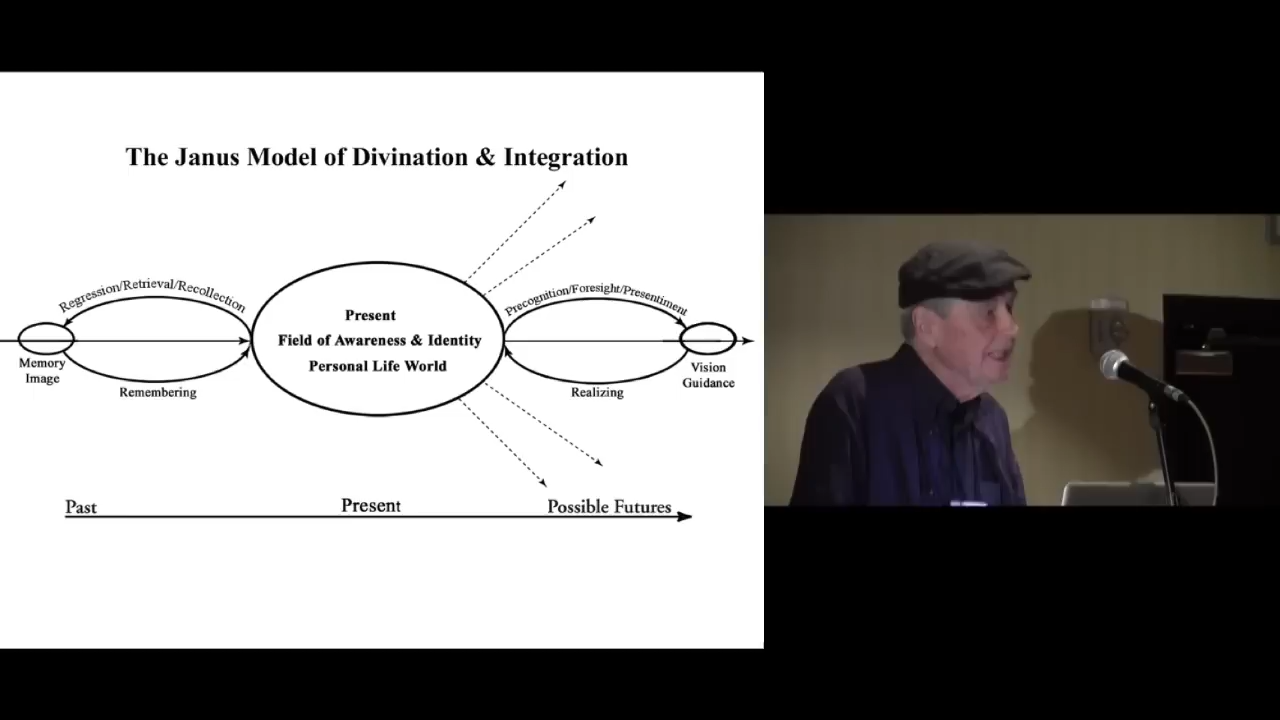 The Janus Model of Divination & Integration
Regression/Retrieval/Recollection
Precognition/Foresight/Presentiment
Present
Field of Awareness & Identity
Personal Life World
Memory
Image
Vision
Guidance
Remembering
Realizing
Past
Present
Possible Futures